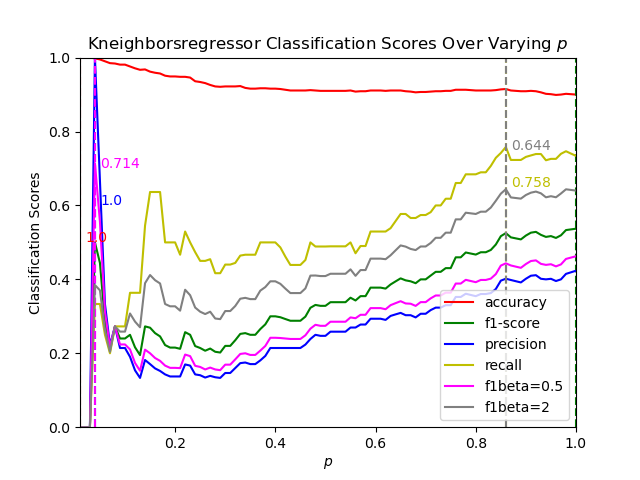 Kneighborsregressor Classification Scores Over Varying p
Classification Scores
1.0
0.8
0.6
0.4
0.2
0.0
0.714
1.0
1.0
0.644
0.758
accuracy
f1-score
precision
recall
f1beta=0.5
f1beta=2
0.2
0.4
0.6
0.8
1.0
p